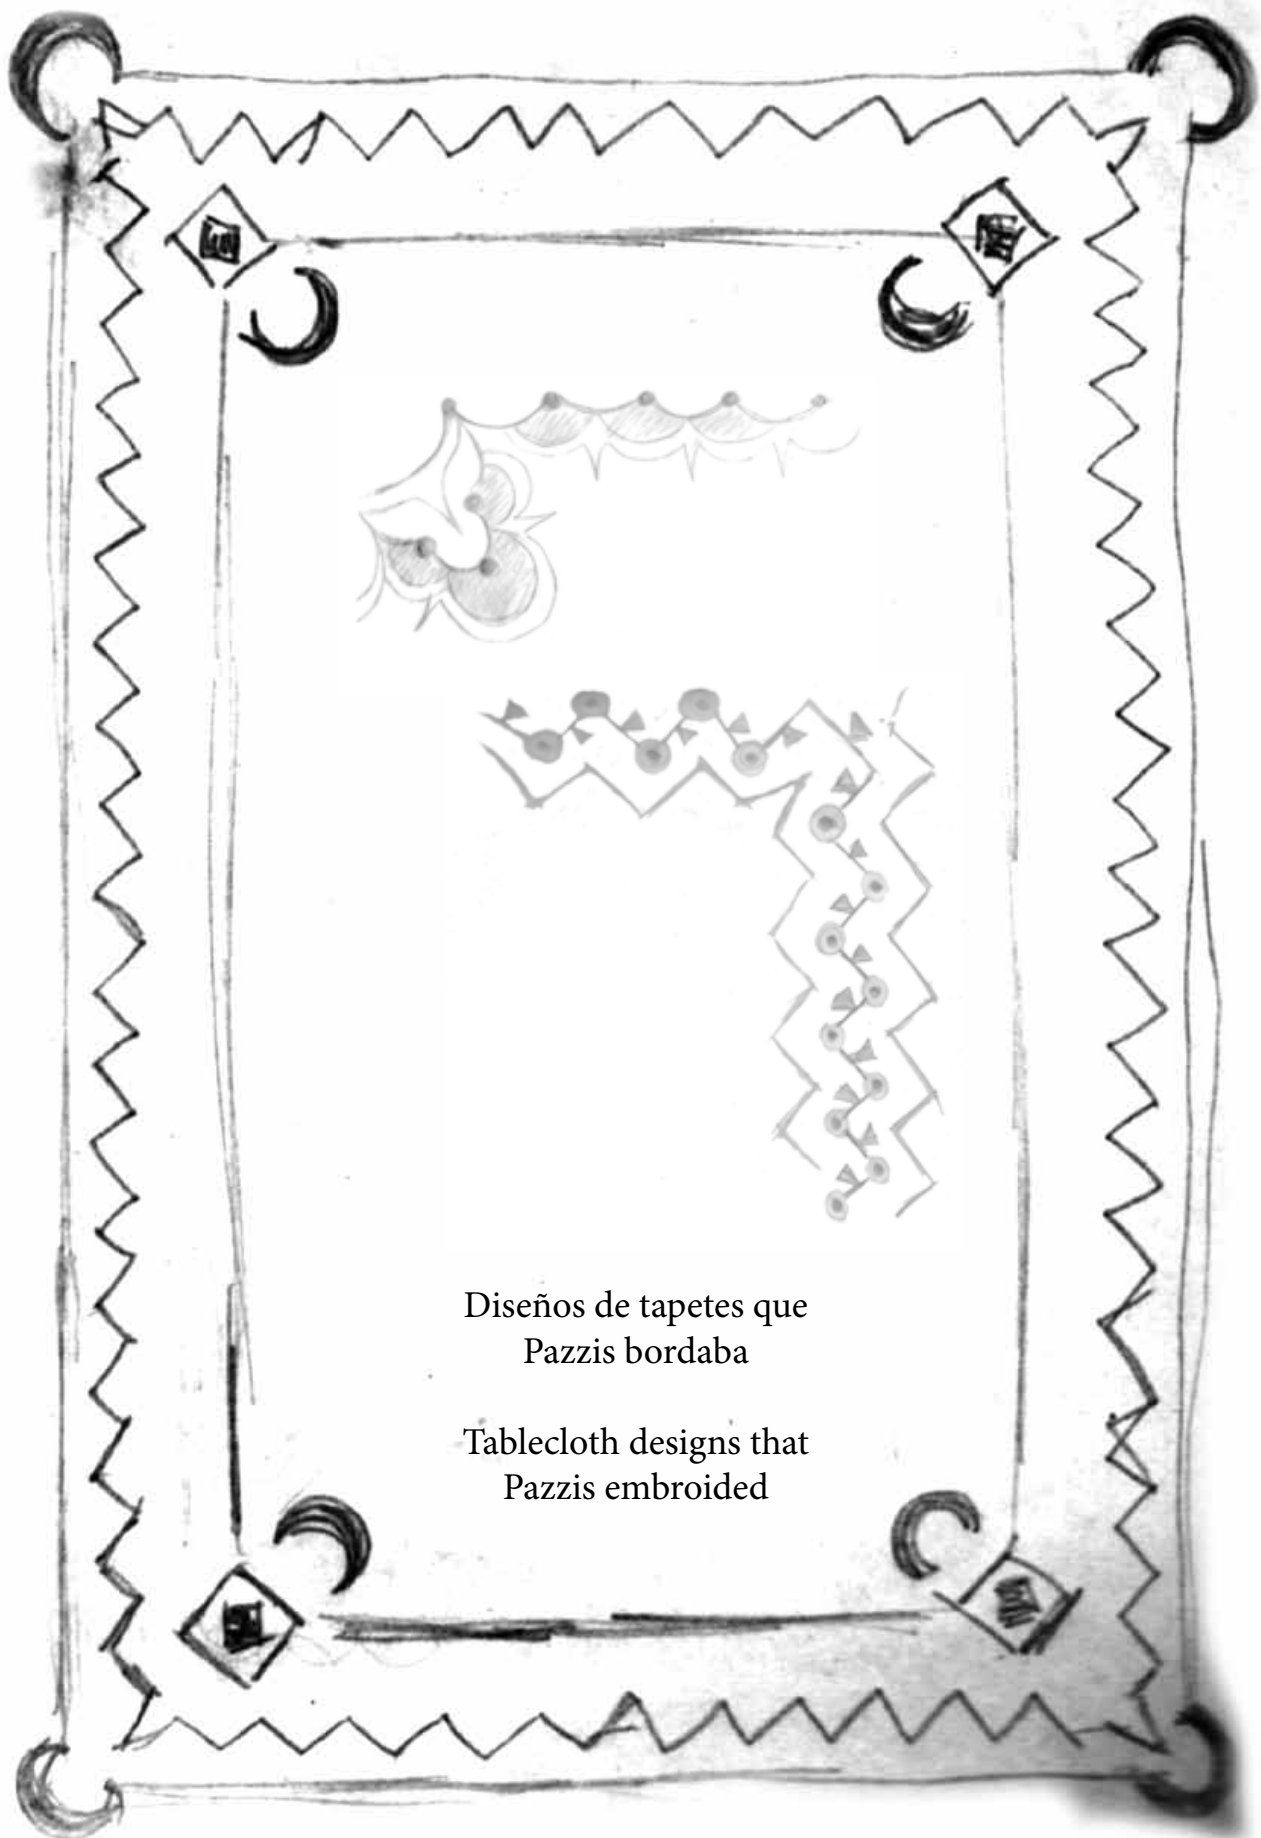 Diseños de tapetes que
Pazzis bordaba
Tablecloth designs that
Pazzis embroided